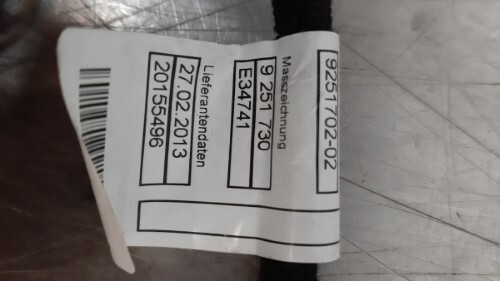 9251702-02
Masszeichnung
9 251 730
E34741
Lieferantendaten
27.02.2013
20155496